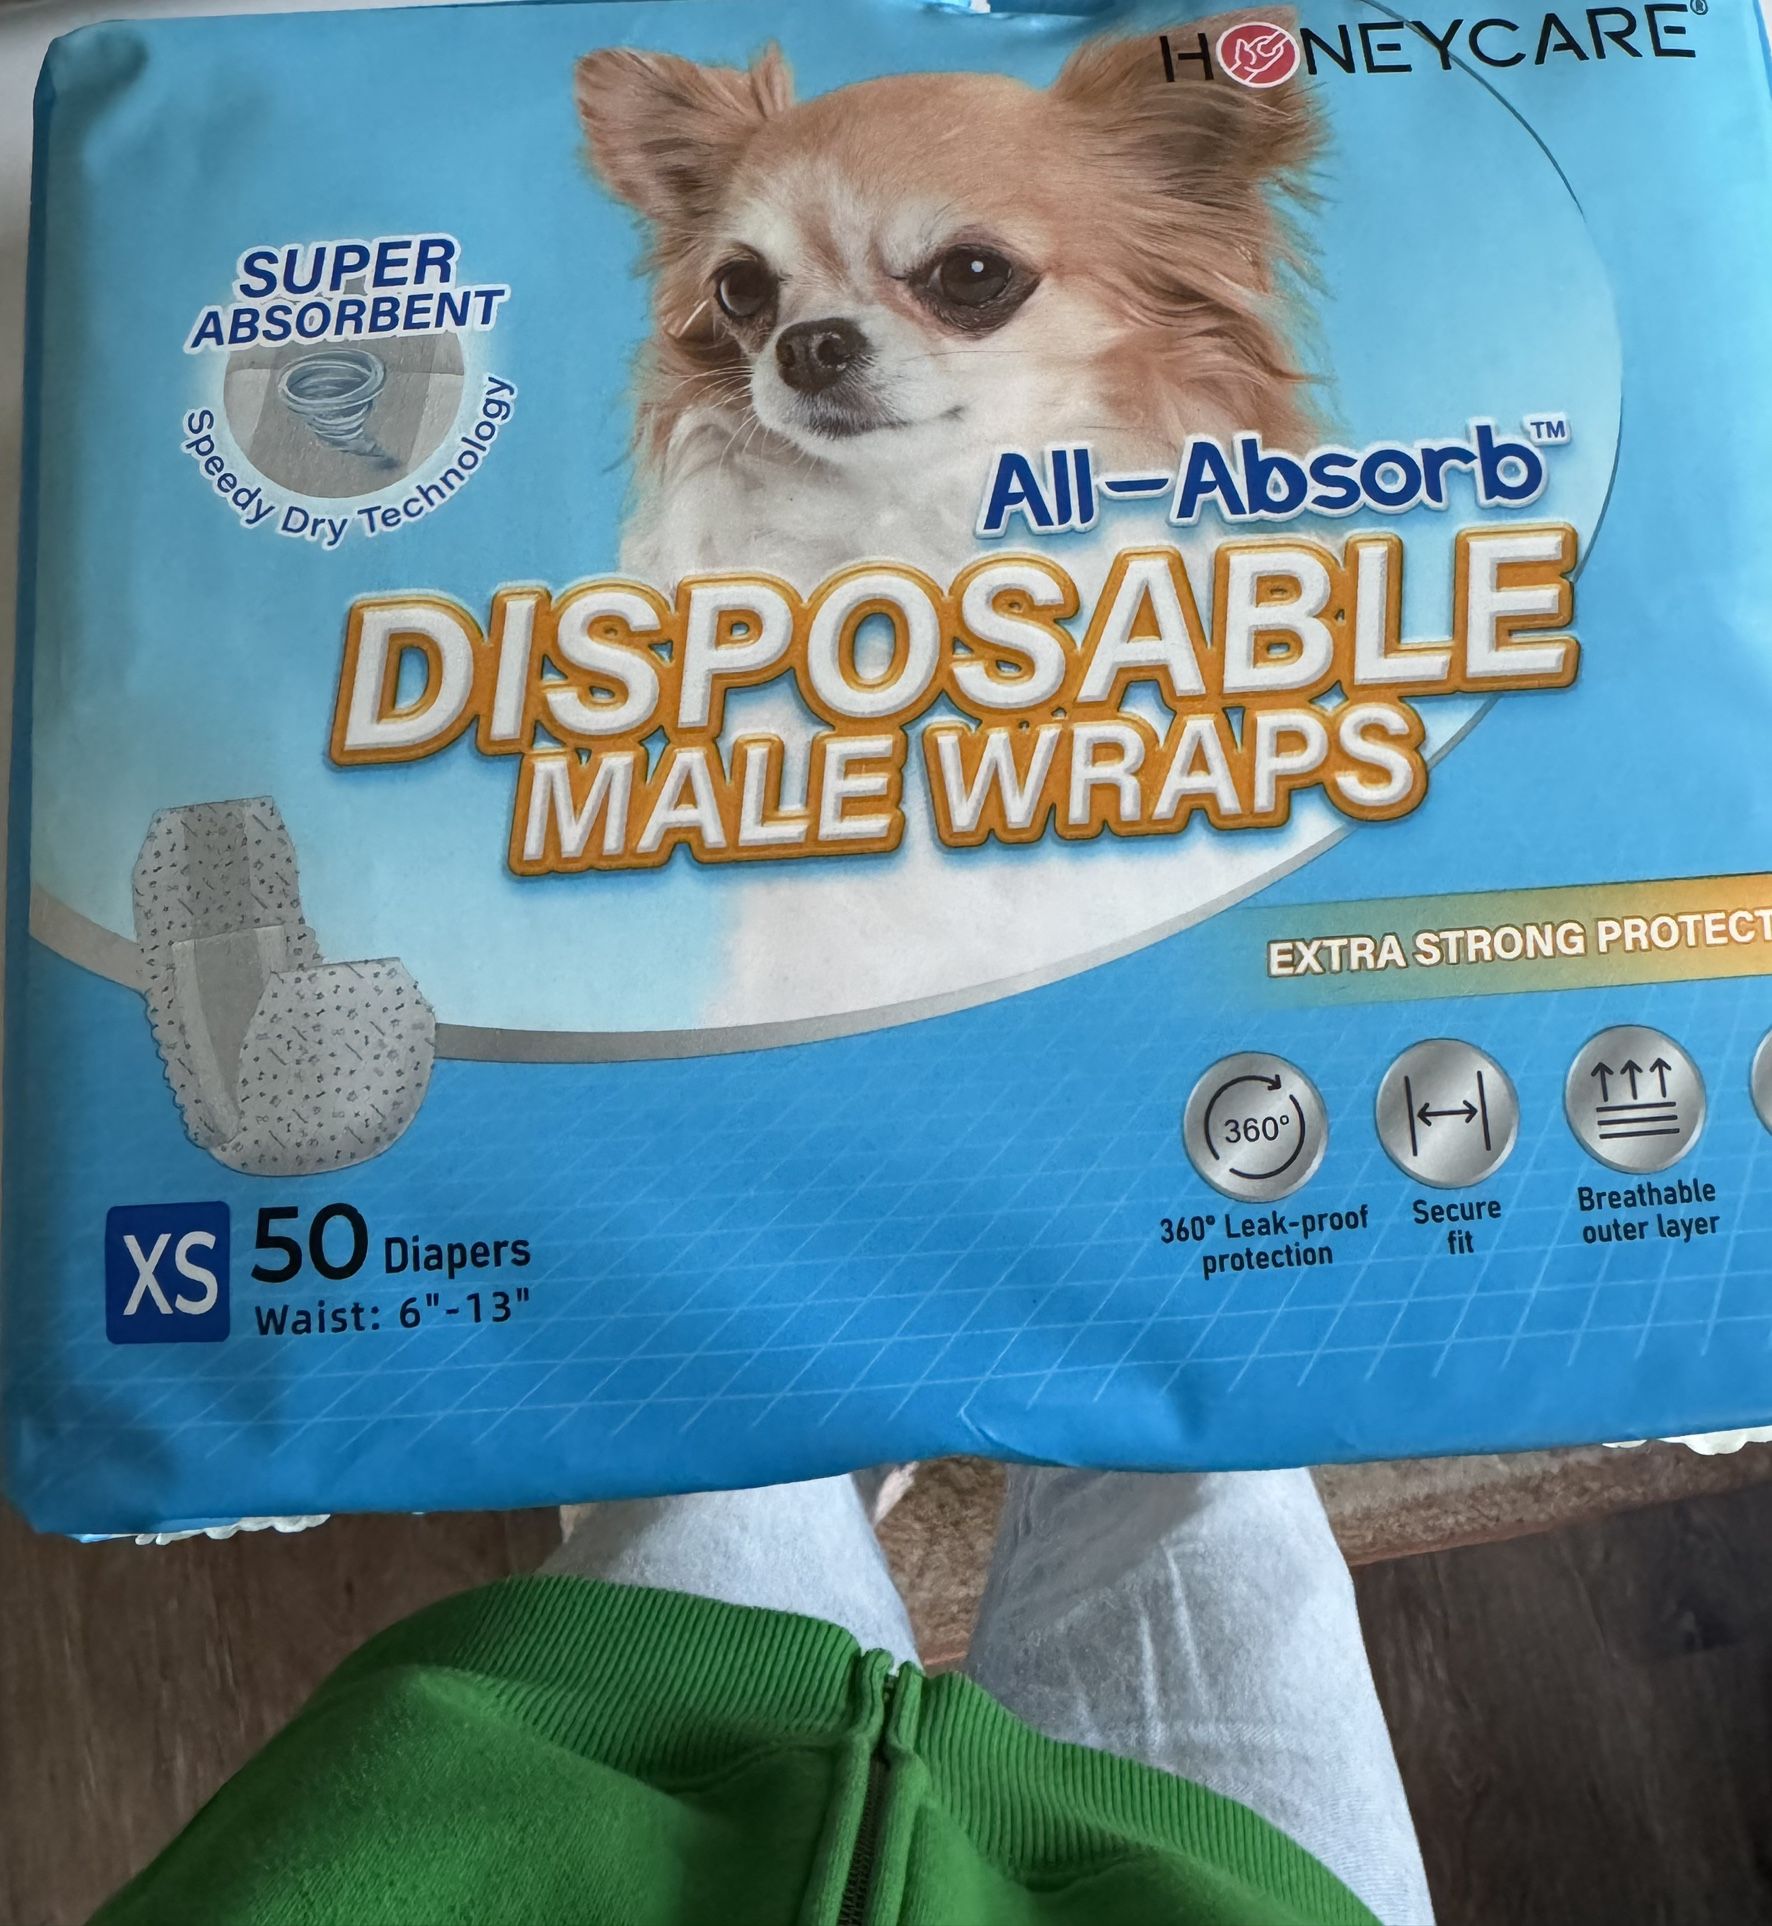 HONEYCARE®
SUPER
ABSORBENT
Speedy Dry Technology
All-Absorb™
DISPOSABLE
MALE WRAPS
EXTRA STRONG PROTECT
360°
360° Leak-proof
protection
Secure
fit
Breathable
outer layer
XS
50 Diapers
Waist: 6"-13"